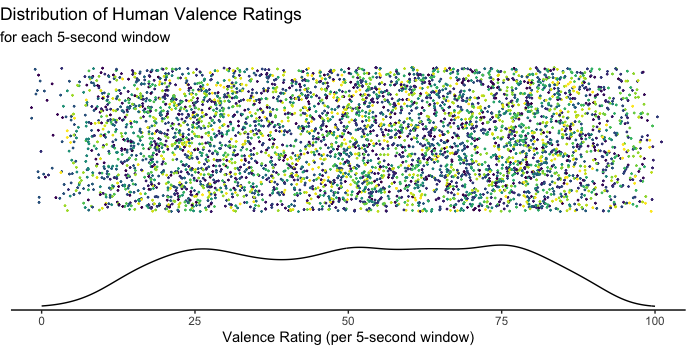 Distribution of Human Valence Ratings
for each 5-second window
0 25 50 75 100
Valence Rating (per 5-second window)